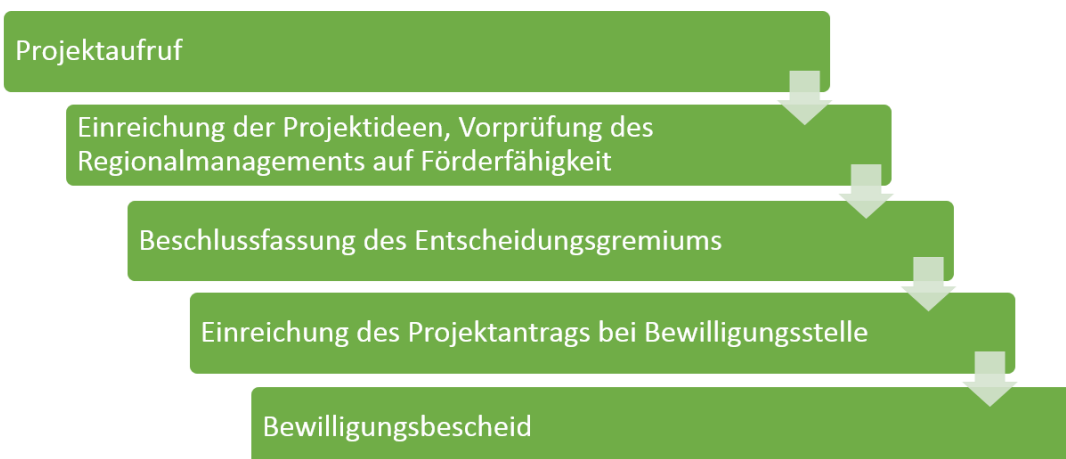 Projektaufruf
Einreichung der Projektideen, Vorprüfung des
Regionalmanagements auf Förderfähigkeit
Beschlussfassung des Entscheidungsgremiums
Einreichung des Projektantrags bei Bewilligungsstelle
Bewilligungsbescheid